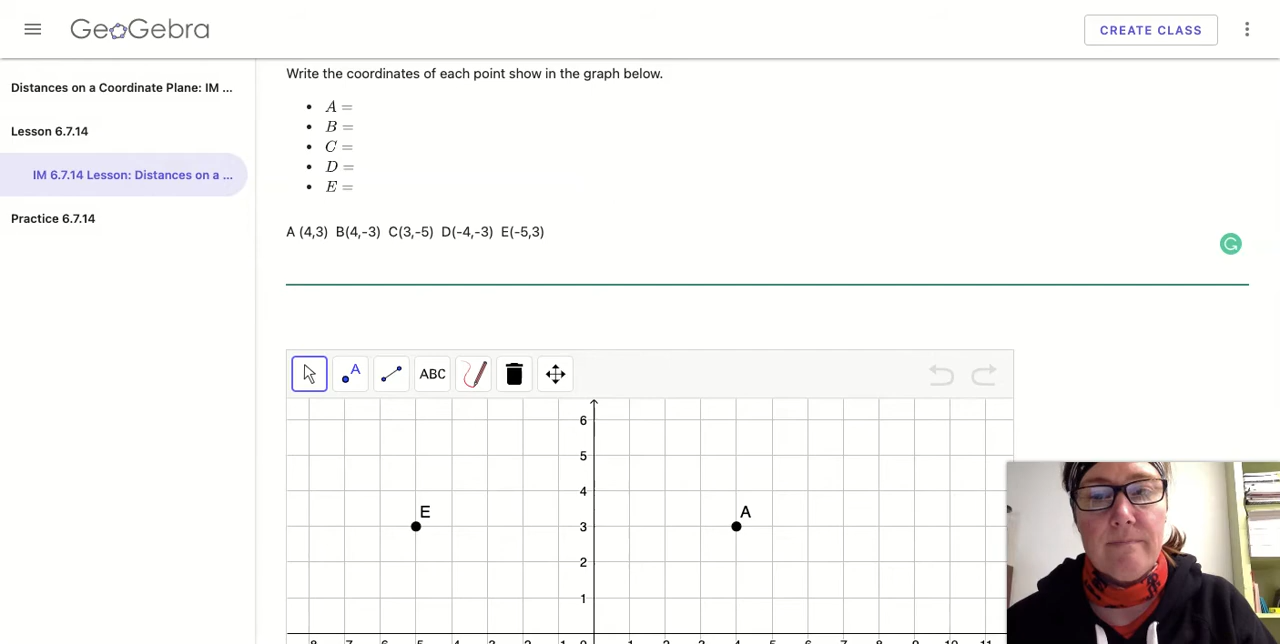 GeoGebra
CREATE CLASS
Distances on a Coordinate Plane: IM ...
Lesson 6.7.14
IM 6.7.14 Lesson: Distances on a ...
Practice 6.7.14
Write the coordinates of each point show in the graph below.
• A =
• B =
• C =
• D =
• E =
A (4,3) B(4,-3) C(3,-5) D(-4,-3) E(-5,3)
A
ABC
6
5
4
E
A
3
2
1